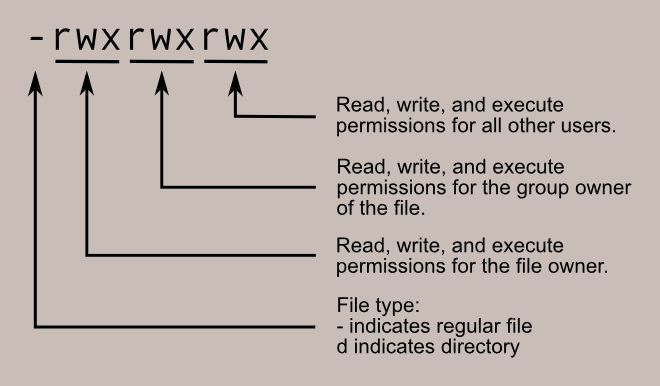 -rwxrwxrwx
Read, write, and execute
permissions for all other users.
Read, write, and execute
permissions for the group owner
of the file.
Read, write, and execute
permissions for the file owner.
File type:
- indicates regular file
d indicates directory